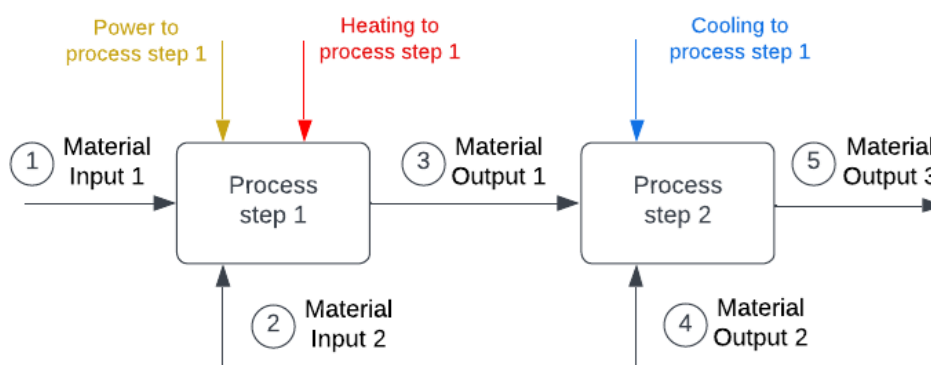 Power to
process step 1
Heating to
process step 1
Cooling to
process step 1
1
Material
Input 1
3
Material
Output 1
5
Material
Output 3
Process
step 1
Process
step 2
2
Material
Input 2
4
Material
Output 2